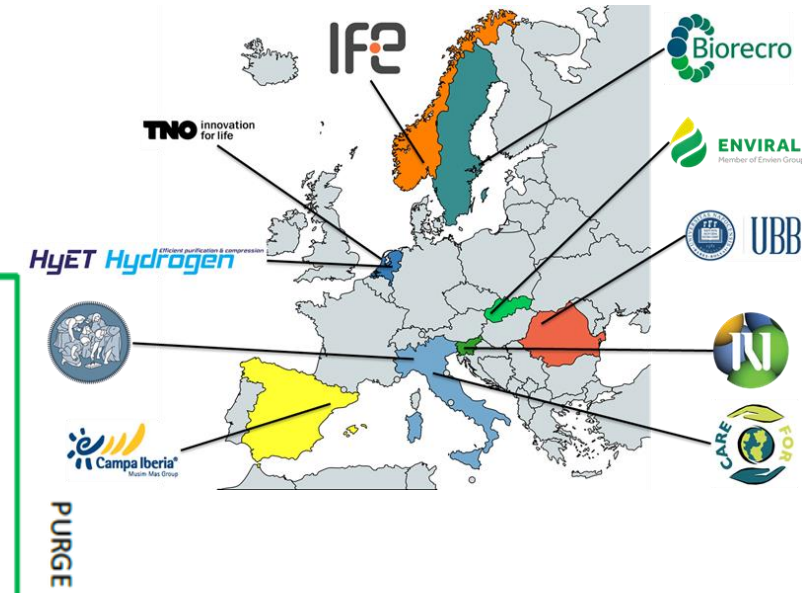 IFe
Biorecro
TNO innovation
for life
ENVIRAL
Member of Envien Group
UBB
Efficient purification & compression
HyET Hydrogen
N
CARE
FOR
Campa Iberia®
Musim Mas Group
PURGE